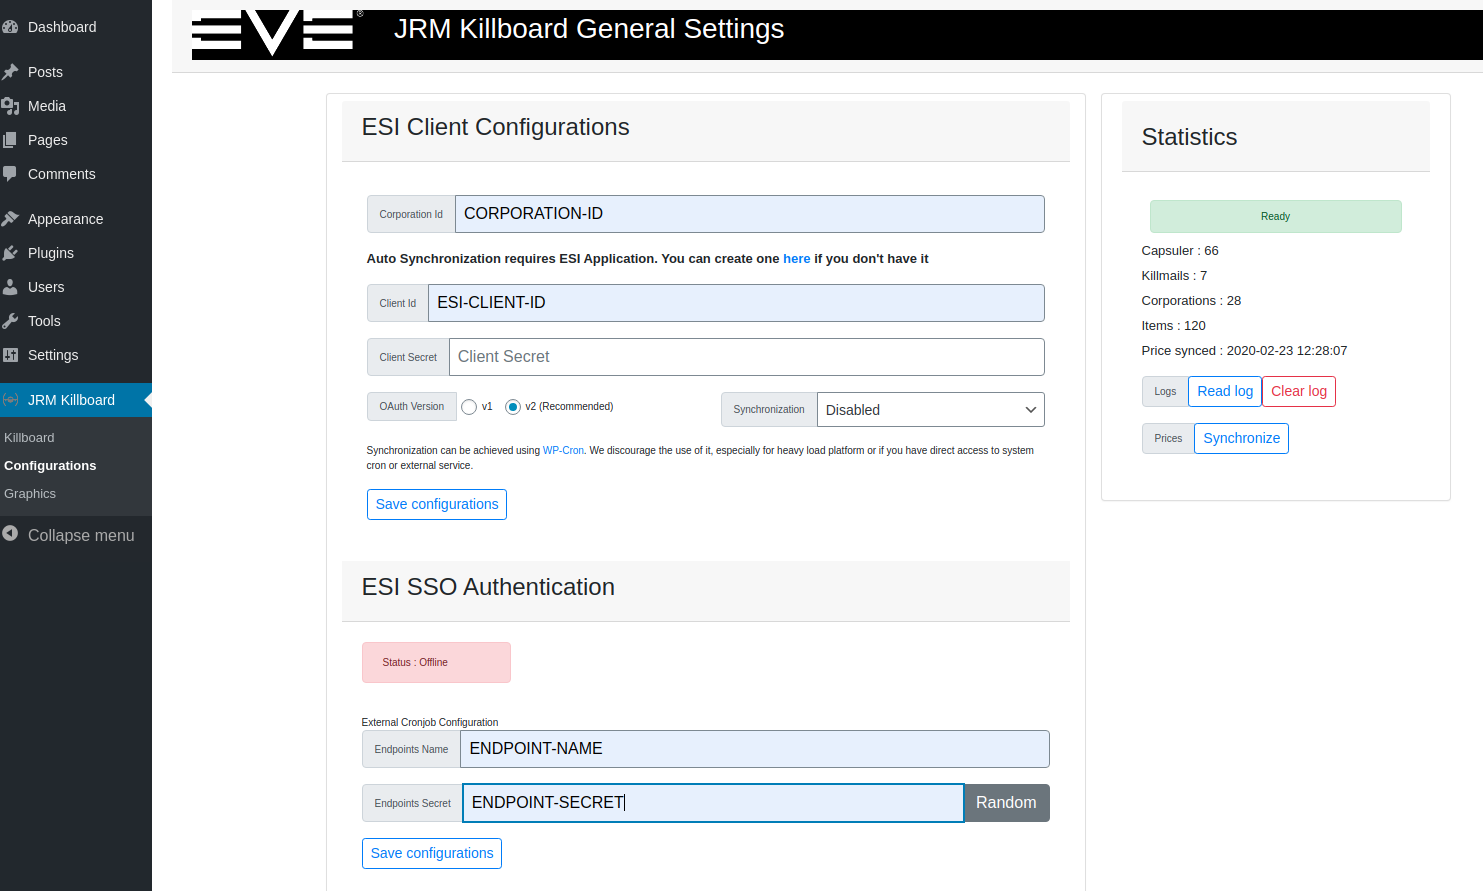 Dashboard
Posts
Media
Pages
Comments
Appearance
Plugins
Users
Tools
Settings
JRM Killboard
Killboard
Configurations
Graphics
Collapse menu
EVE®
JRM Killboard General Settings
ESI Client Configurations
Corporation Id CORPORATION-ID
Auto Synchronization requires ESI Application. You can create one here if you don't have it
Client Id ESI-CLIENT-ID
Client Secret Client Secret
OAuth Version v1 v2 (Recommended) Synchronization Disabled
Synchronization can be achieved using WP-Cron. We discourage the use of it, especially for heavy load platform or if you have direct access to system
cron or external service.
Save configurations
ESI SSO Authentication
Status : Offline
External Cronjob Configuration
Endpoints Name ENDPOINT-NAME
Endpoints Secret ENDPOINT-SECRET Random
Save configurations
Statistics
Ready
Capsuler : 66
Killmails : 7
Corporations : 28
Items : 120
Price synced : 2020-02-23 12:28:07
Logs Read log Clear log
Prices Synchronize